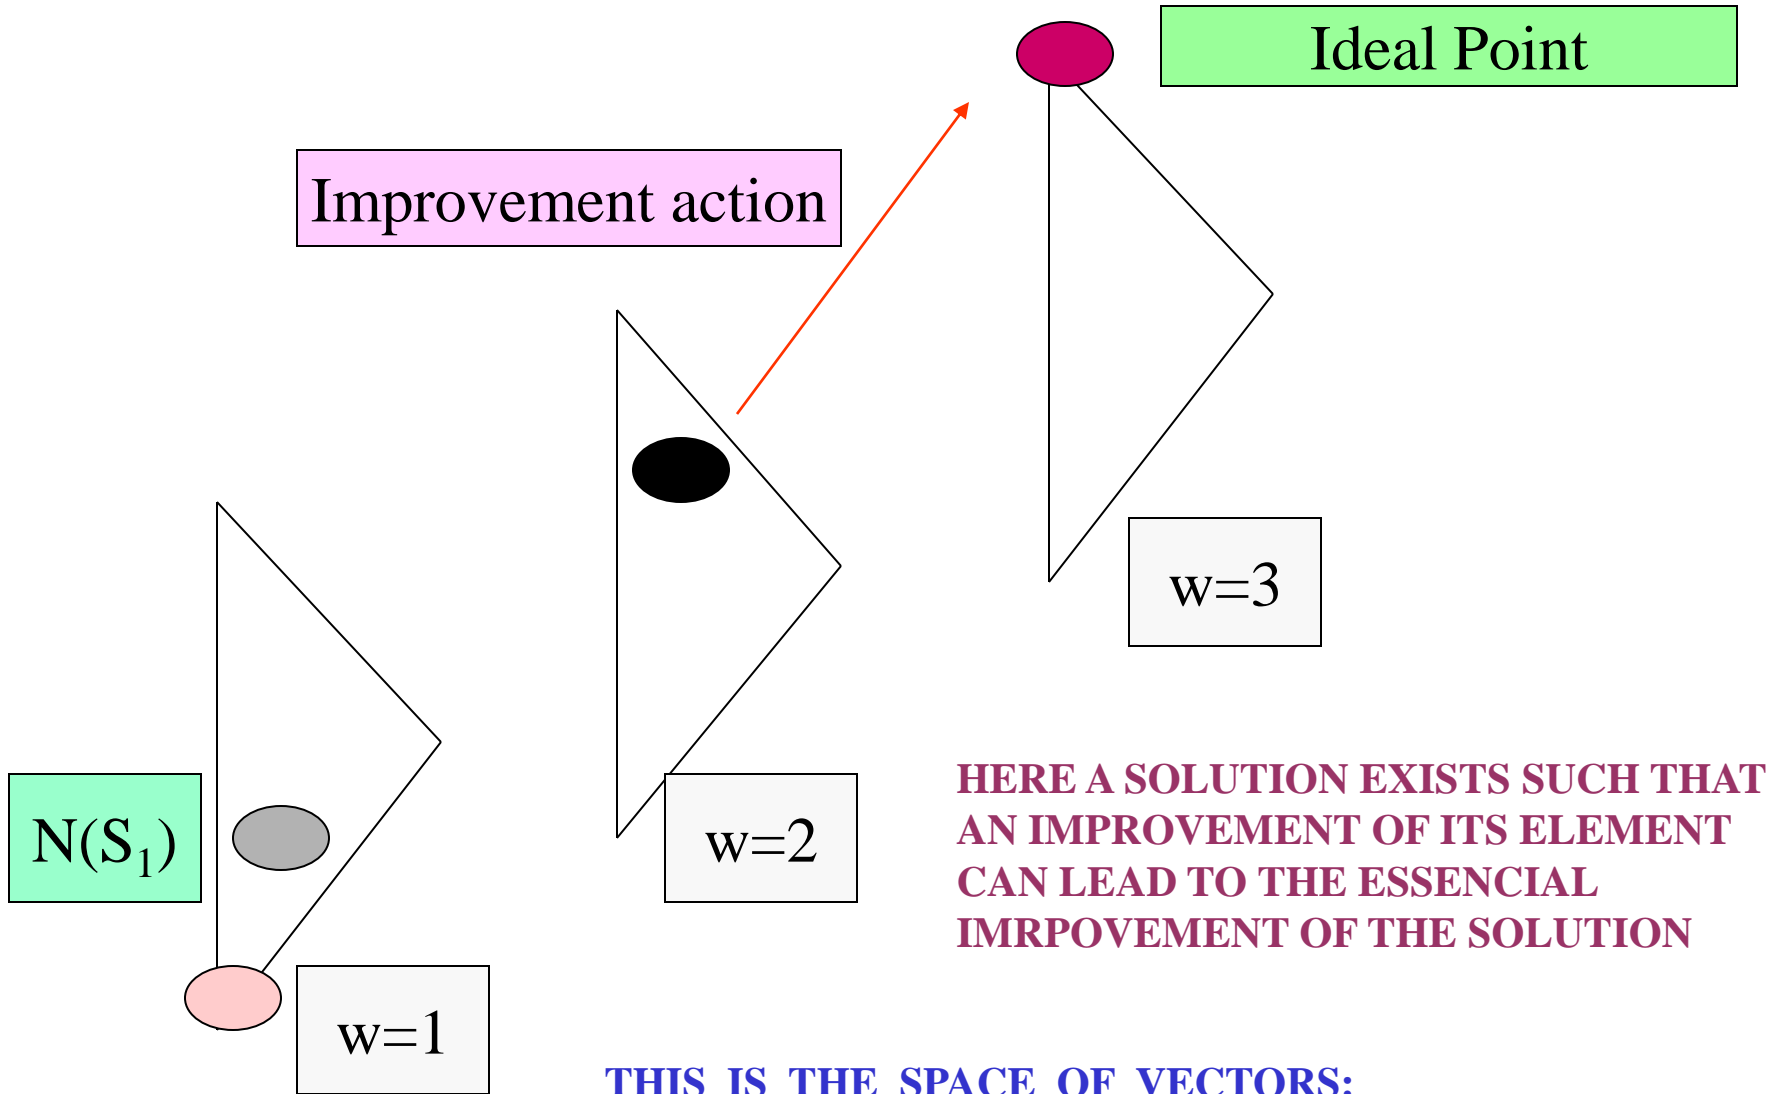 Ideal Point
Improvement action
w=3
HERE A SOLUTION EXISTS SUCH THAT
AN IMPROVEMENT OF ITS ELEMENT
CAN LEAD TO THE ESSENCIAL
IMRPOVEMENT OF THE SOLUTION
w=2
N(S₁)
w=1
THIS IS THE SPACE OF VECTORS: